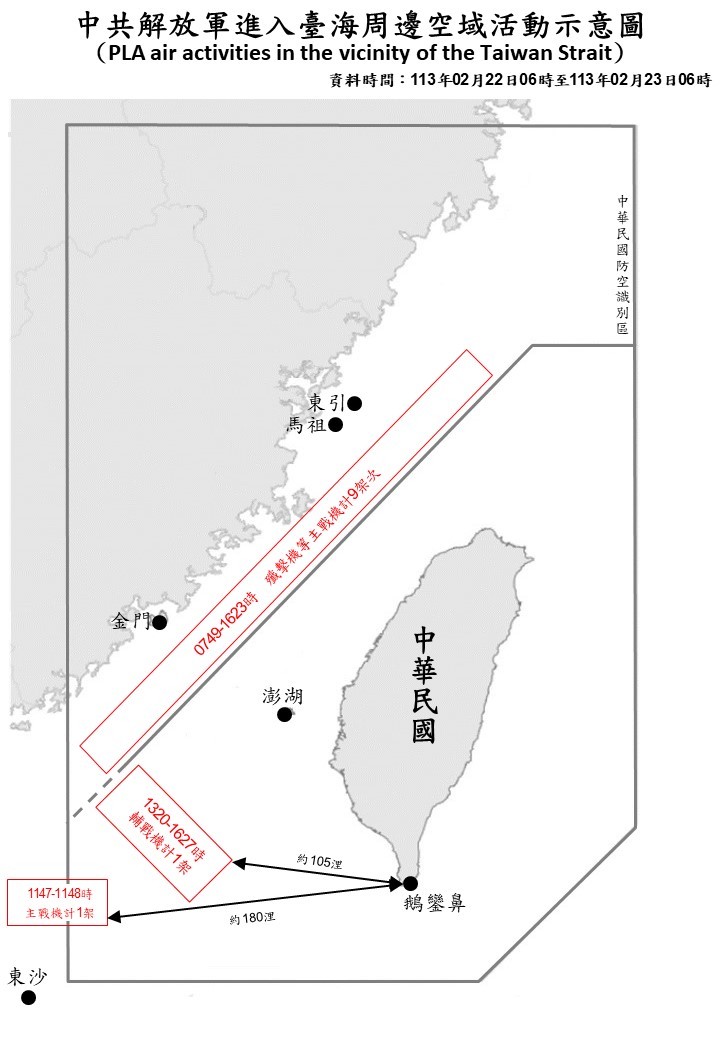 中共解放軍進入臺海周邊空域活動示意圖
（PLA air activities in the vicinity of the Taiwan Strait）
資料時間：113年02月22日06時至113年02月23日06時
中華民國防空識別區
東引
馬祖
0749-1623時 殲擊機等主戰機計9架次
金門
中華民國
澎湖
1320-1627時
輔戰機計1架
約105浬
1147-1148時
主戰機計1架
約180浬
鵝鑾鼻
東沙